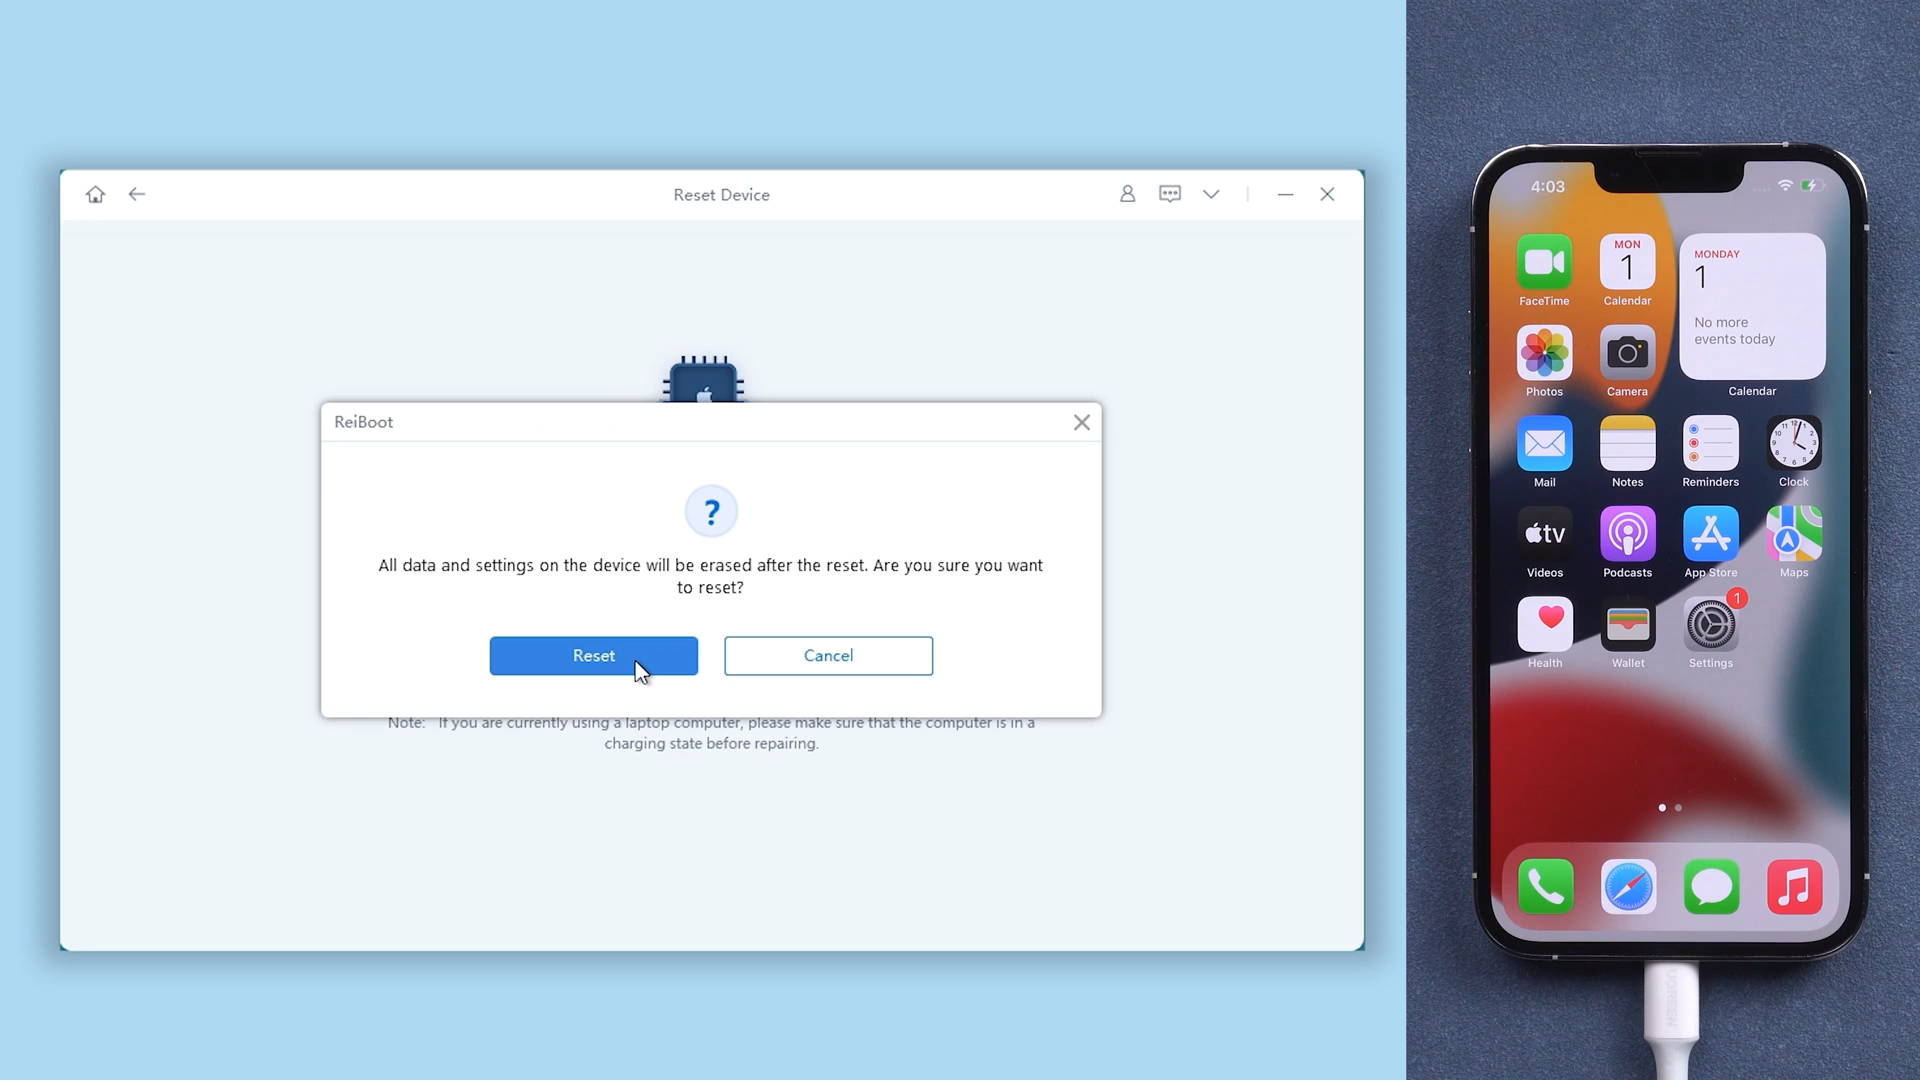 Reset Device
ReiBoot
?
All data and settings on the device will be erased after the reset. Are you sure you want
to reset?
Reset
Cancel
Note: If you are currently using a laptop computer, please make sure that the computer is in a
charging state before repairing.
4:03
FaceTime
MON
1
Calendar
MONDAY
1
No more
events today
Calendar
Photos
Camera
Mail
Notes
Reminders
Clock
tv
Videos
Podcasts
App Store
Maps
Health
Wallet
1
Settings
UGREEN